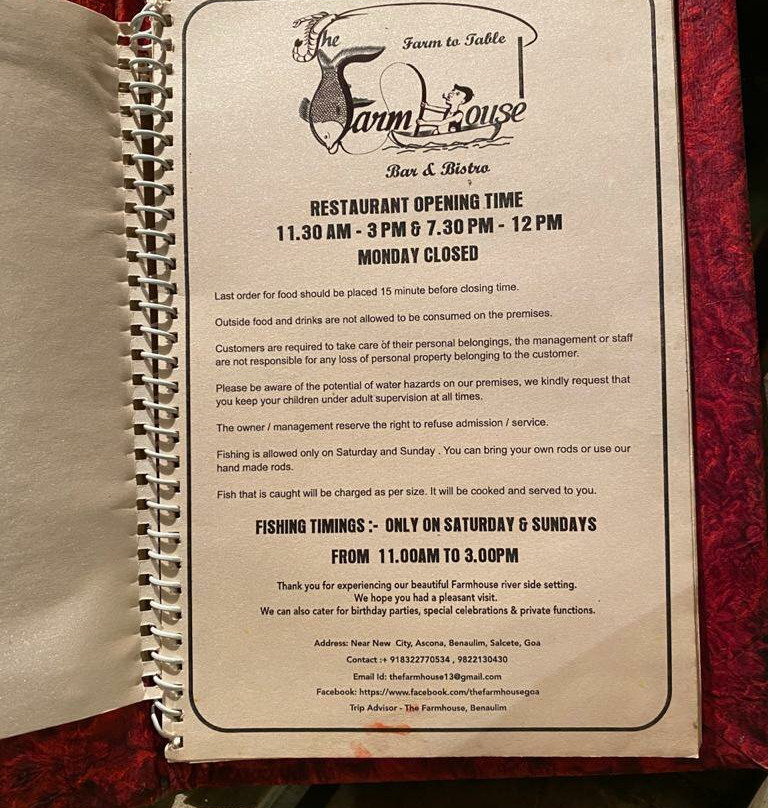 The
Farm to Table
Farm House
Bar & Bistro
RESTAURANT OPENING TIME
11.30 AM - 3 PM & 7.30 PM - 12 PM
MONDAY CLOSED
Last order for food should be placed 15 minute before closing time.
Outside food and drinks are not allowed to be consumed on the premises.
Customers are required to take care of their personal belongings, the management or staff
are not responsible for any loss of personal property belonging to the customer.
Please be aware of the potential of water hazards on our premises, we kindly request that
you keep your children under adult supervision at all times.
The owner / management reserve the right to refuse admission / service.
Fishing is allowed only on Saturday and Sunday . You can bring your own rods or use our
hand made rods.
Fish that is caught will be charged as per size. It will be cooked and served to you.
FISHING TIMINGS :- ONLY ON SATURDAY & SUNDAYS
FROM 11.00AM TO 3.00PM
Thank you for experiencing our beautiful Farmhouse river side setting.
We hope you had a pleasant visit.
We can also cater for birthday parties, special celebrations & private functions.
Address: Near New City, Ascona, Benaulim, Salcete, Goa
Contact :+ 918322770534 , 9822130430
Email Id: thefarmhouse13@gmail.com
Facebook: https://www.facebook.com/thefarmhousegoa
Trip Advisor - The Farmhouse, Benaulim